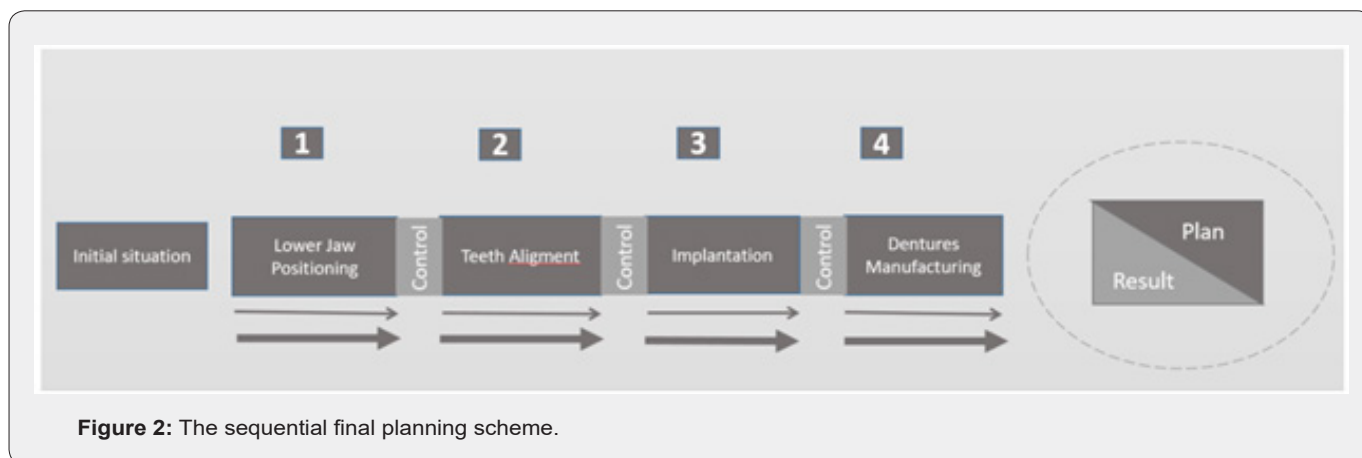 1
2
3
4
Initial situation
Lower Jaw
Positioning
Control
Teeth Aligment
Control
Implantation
Control
Dentures
Manufacturing
Plan
Result
Figure 2: The sequential final planning scheme.